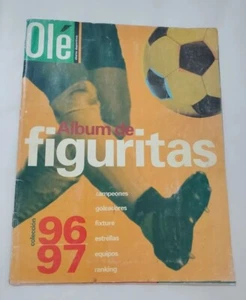 Olé
Album de
figuritas
colección
96
97
campeones
goleadores
fixture
estrellas
equipos
ranking